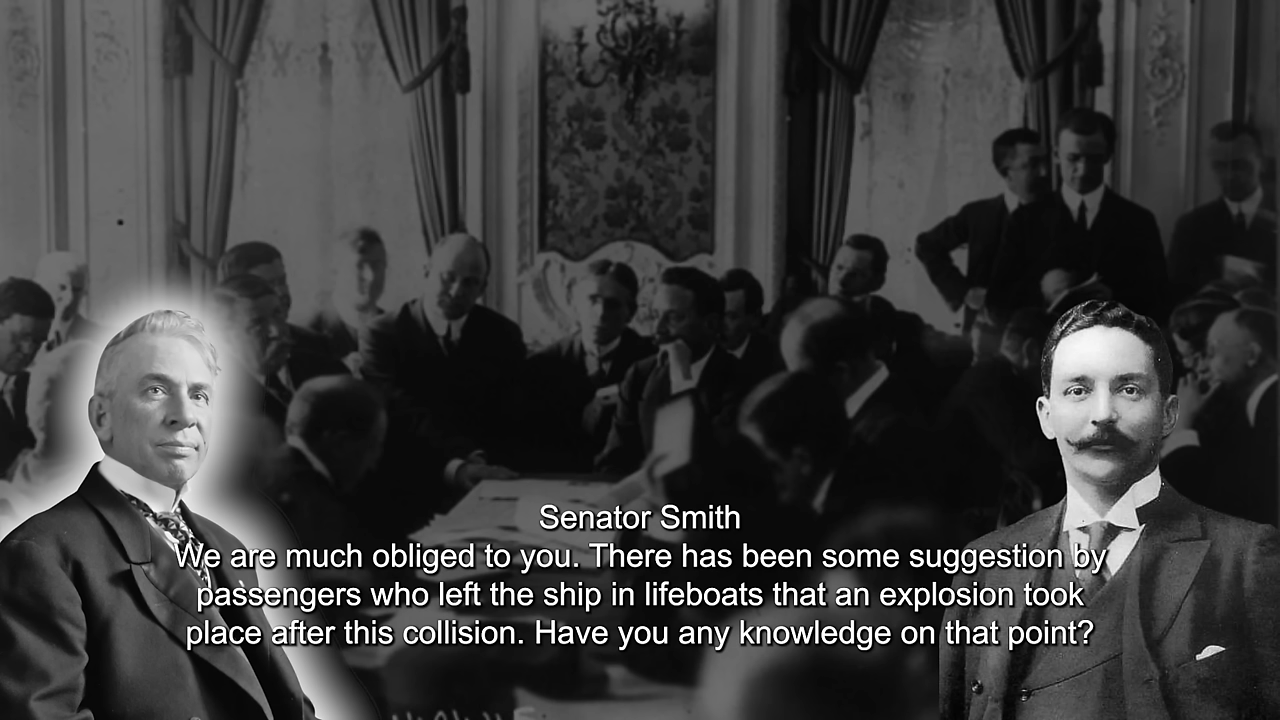 Senator Smith
We are much obliged to you. There has been some suggestion by
passengers who left the ship in lifeboats that an explosion took
place after this collision. Have you any knowledge on that point?